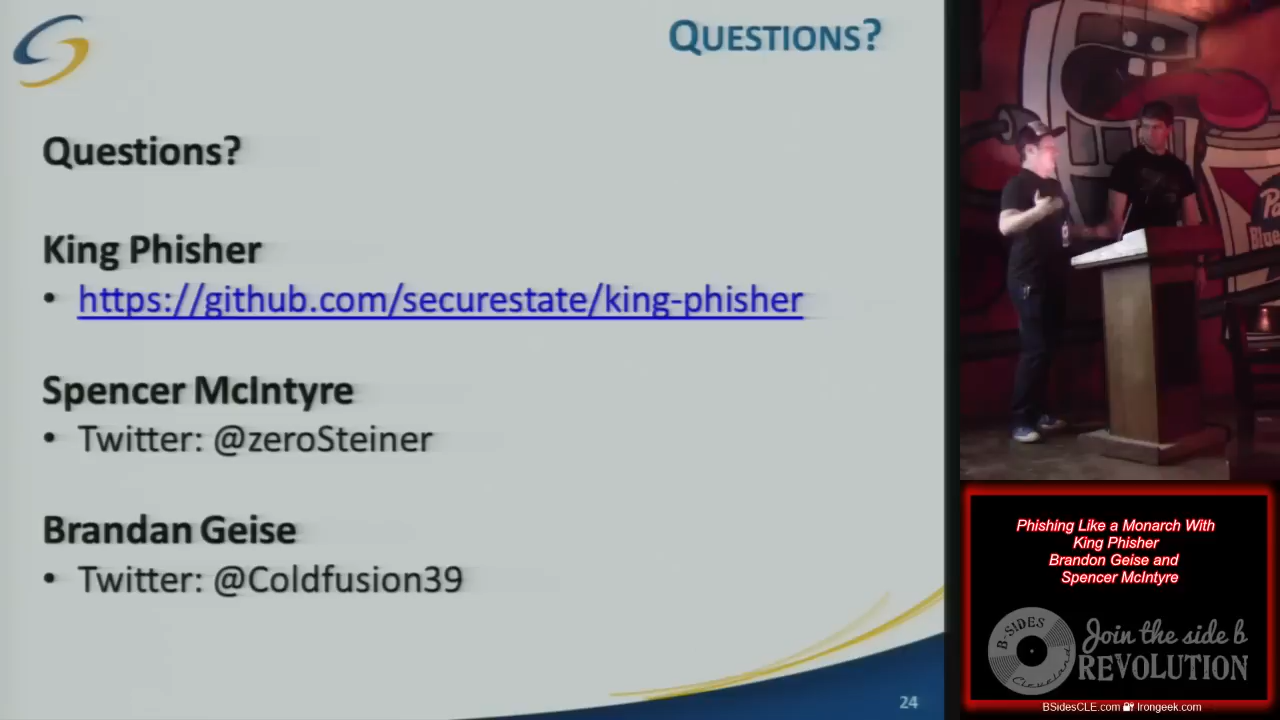 QUESTIONS?
Questions?
King Phisher
• https://github.com/securestate/king-phisher
Spencer McIntyre
• Twitter: @zeroSteiner
Brandan Geise
• Twitter: @Coldfusion39
24
Pa
Blue
Phishing Like a Monarch With
King Phisher
Brandon Geise and
Spencer McIntyre
B-SIDES
Cleveland
Join the side b
REVOLUTION
BSidesCLE.com Irongeek.com